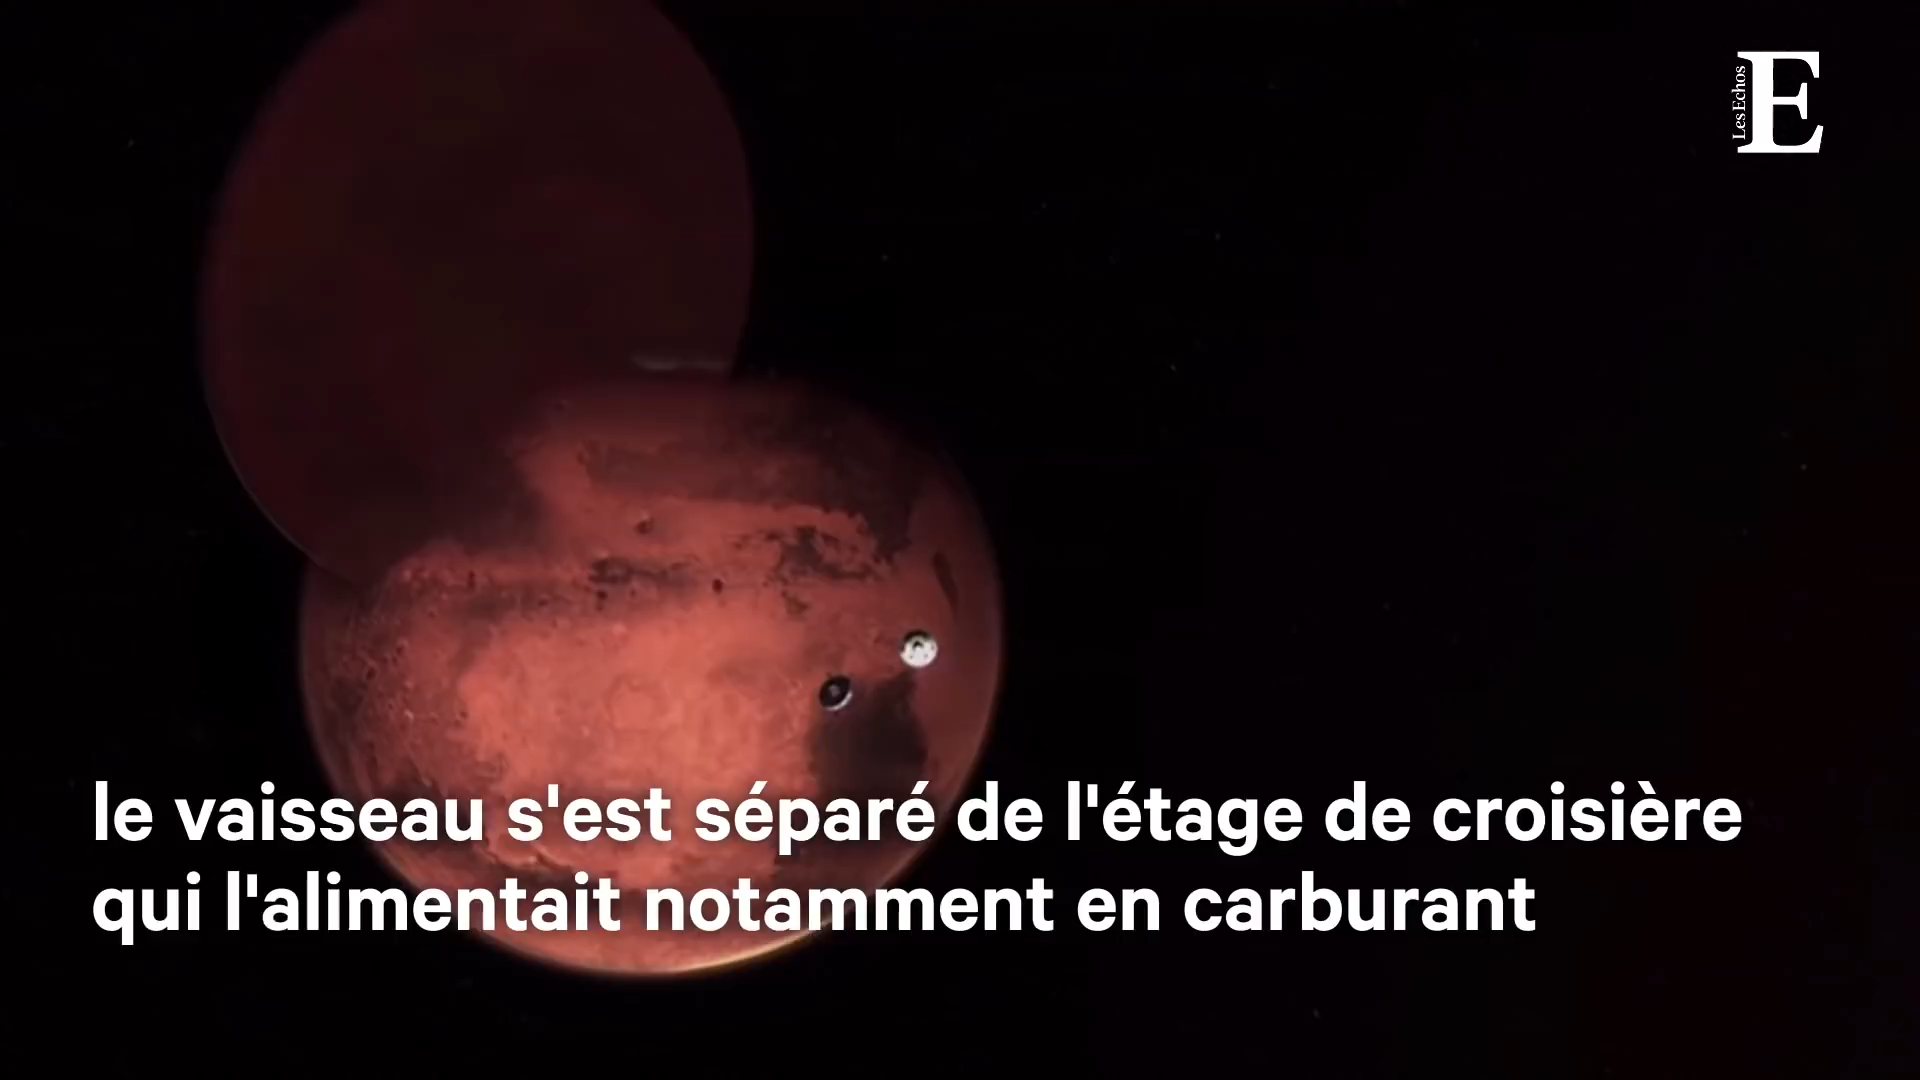 Les Echos
E
le vaisseau s'est séparé de l'étage de croisière
qui l'alimentait notamment en carburant